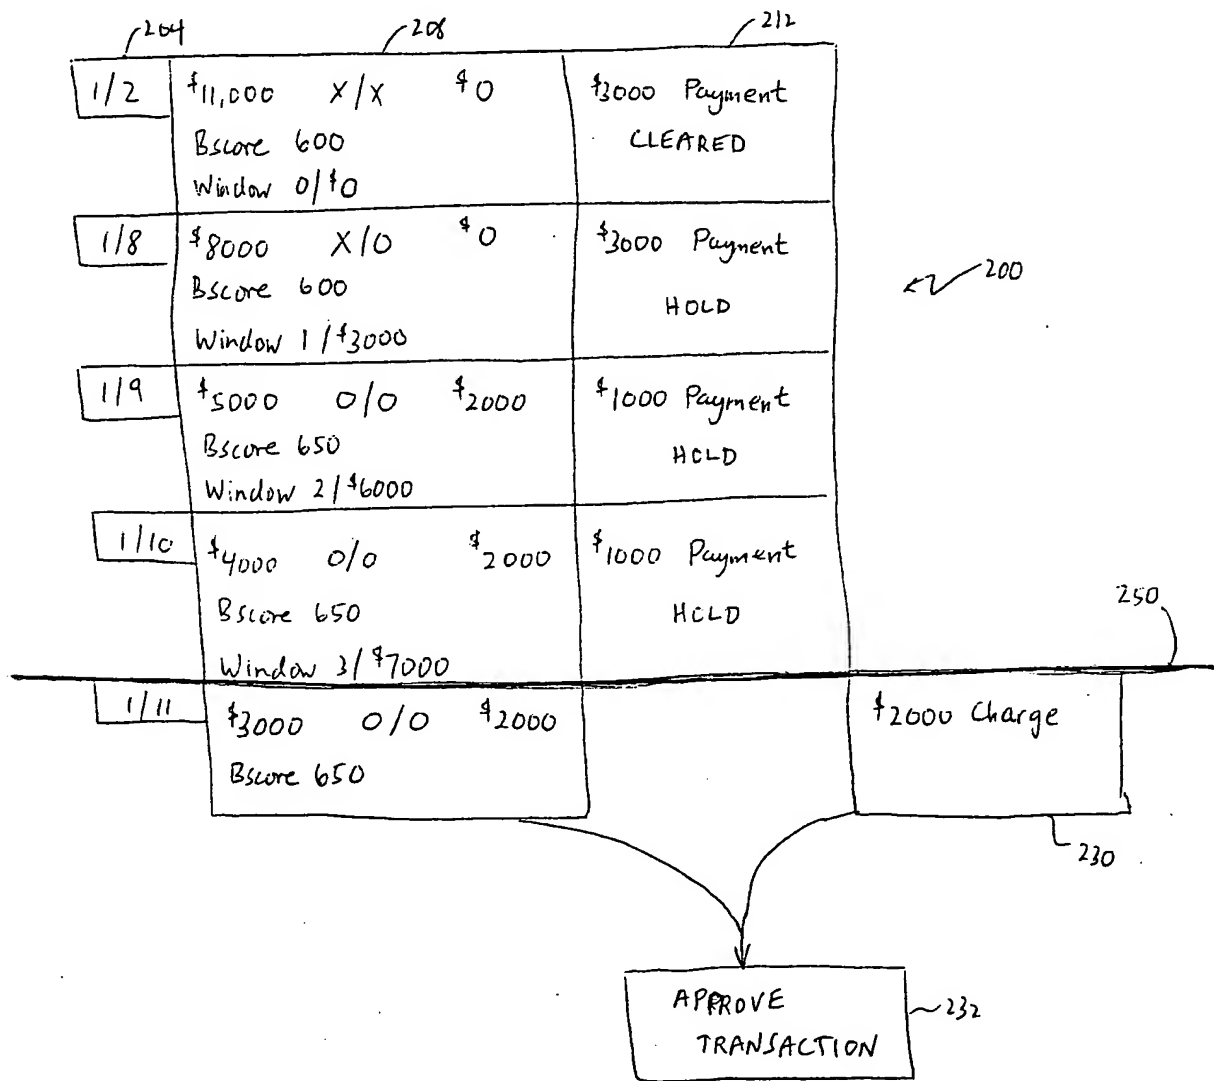 204 208 212
1/2 $11,000 X/X $0 $3000 Payment
Bscore 600 CLEARED
Window 0/$0
1/8 $8000 X/0 $0 $3000 Payment
200
Bscore 600
HOLD
Window 1/$3000
1/9 $5000 0/0 $2000 $1000 Payment
Bscore 650 HOLD
Window 2/$6000
1/10 $4000 0/0 $2000 $1000 Payment
Bscore 650 HOLD
250
Window 3/$7000
1/11 $3000 0/0 $2000 $2000 Charge
Bscore 650
230
APPROVE
232
TRANSACTION